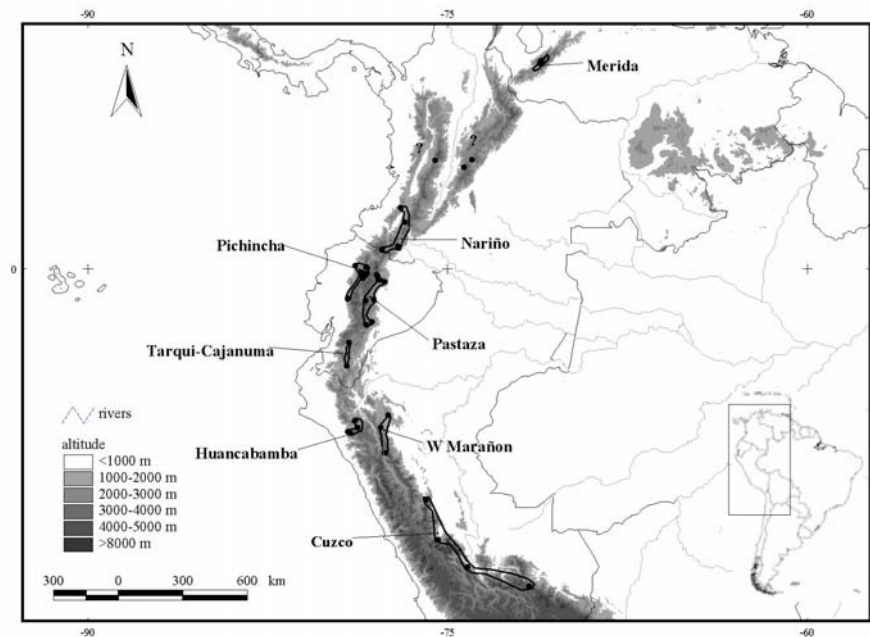 -90 -75 -60
N
Merida
? ?
Nariño
Pichincha
0
Pastaza
Tarqui-Cajanuma
Huancabamba
W Marañon
Cuzco
rivers
altitude
<1000 m
1000-2000 m
2000-3000 m
3000-4000 m
4000-5000 m
>8000 m
300 0 300 600 km
-90 -75 -60